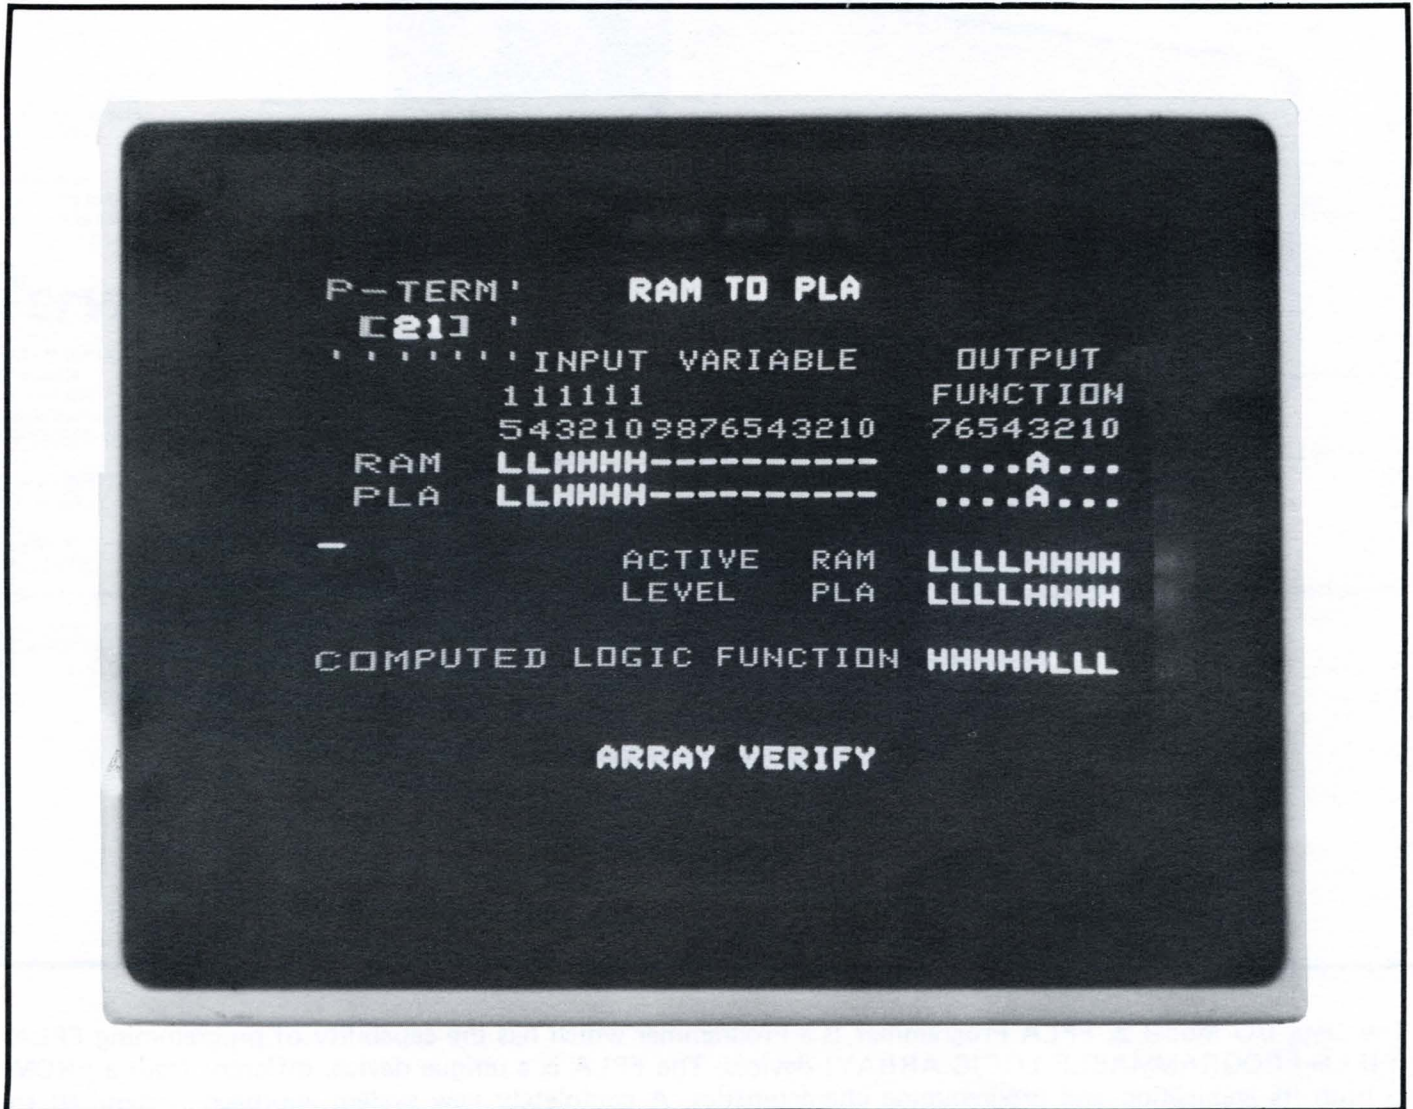 P-TERM' RAM TO PLA
[21] '
' ' ' ' ' ' ' INPUT VARIABLE OUTPUT
111111 FUNCTION
5432109876543210 76543210
RAM LLHHHH---------- ....A...
PLA LLHHHH---------- ....A...
_
ACTIVE RAM LLLLHHHH
LEVEL PLA LLLLHHHH
COMPUTED LOGIC FUNCTION HHHHHLLL
ARRAY VERIFY